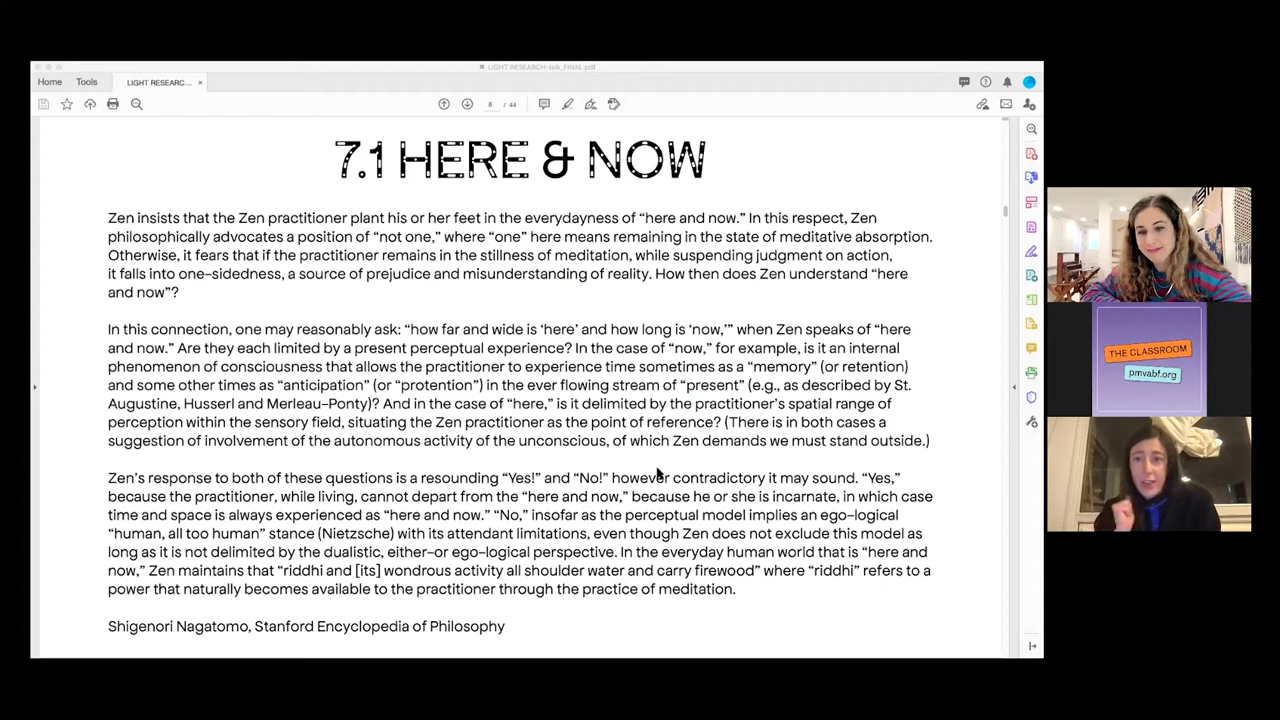 LIGHT RESEARCH-talk_FINAL.pdf
Home Tools LIGHT RESEARC... ×
8 / 44
7.1 HERE & NOW
Zen insists that the Zen practitioner plant his or her feet in the everydayness of “here and now.” In this respect, Zen
philosophically advocates a position of “not one,” where “one” here means remaining in the state of meditative absorption.
Otherwise, it fears that if the practitioner remains in the stillness of meditation, while suspending judgment on action,
it falls into one-sidedness, a source of prejudice and misunderstanding of reality. How then does Zen understand “here
and now”?
In this connection, one may reasonably ask: “how far and wide is ‘here’ and how long is ‘now,’” when Zen speaks of “here
and now.” Are they each limited by a present perceptual experience? In the case of “now,” for example, is it an internal
phenomenon of consciousness that allows the practitioner to experience time sometimes as a “memory” (or retention)
and some other times as “anticipation” (or “protention”) in the ever flowing stream of “present” (e.g., as described by St.
Augustine, Husserl and Merleau-Ponty)? And in the case of “here,” is it delimited by the practitioner’s spatial range of
perception within the sensory field, situating the Zen practitioner as the point of reference? (There is in both cases a
suggestion of involvement of the autonomous activity of the unconscious, of which Zen demands we must stand outside.)
Zen’s response to both of these questions is a resounding “Yes!” and “No!” however contradictory it may sound. “Yes,”
because the practitioner, while living, cannot depart from the “here and now,” because he or she is incarnate, in which case
time and space is always experienced as “here and now.” “No,” insofar as the perceptual model implies an ego-logical
“human, all too human” stance (Nietzsche) with its attendant limitations, even though Zen does not exclude this model as
long as it is not delimited by the dualistic, either-or ego-logical perspective. In the everyday human world that is “here and
now,” Zen maintains that “riddhi and [its] wondrous activity all shoulder water and carry firewood” where “riddhi” refers to a
power that naturally becomes available to the practitioner through the practice of meditation.
Shigenori Nagatomo, Stanford Encyclopedia of Philosophy
THE CLASSROOM
pmvabf.org